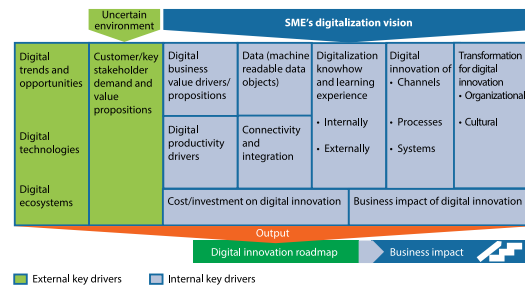 Uncertain
environment
SME's digitalization vision
Digital
trends and
opportunities
Digital
technologies
Digital
ecosystems
Customer/key
stakeholder
demand and
value
propositions
Digital
business
value drivers/
propositions
Data (machine
readable data
objects)
Digitalization
knowhow
and learning
experience
• Internally
• Externally
Digital
innovation of
• Channels
• Processes
• Systems
Transformation
for digital
innovation
• Organizational
• Cultural
Digital
productivity
drivers
Connectivity
and
integration
Cost/investment on digital innovation
Business impact of digital innovation
Output
Digital innovation roadmap
Business impact
External key drivers
Internal key drivers